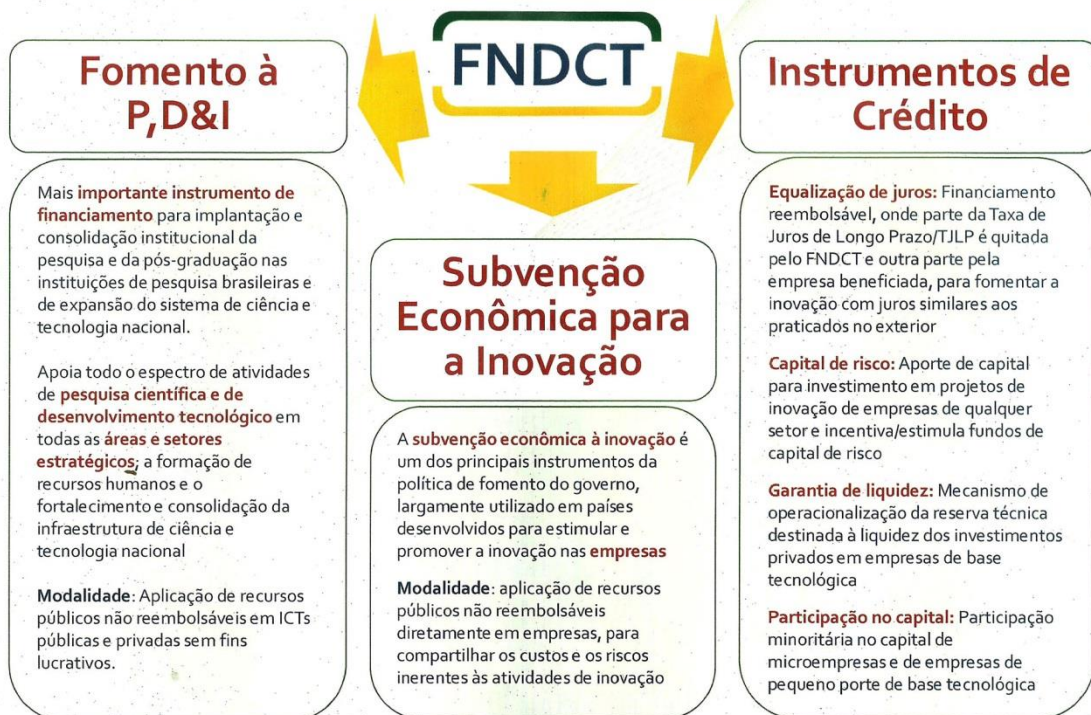 FNDCT
Fomento à
P,D&I
Mais importante instrumento de
financiamento para implantação e
consolidação institucional da
pesquisa e da pós-graduação nas
instituições de pesquisa brasileiras e
de expansão do sistema de ciência e
tecnologia nacional.
Apoia todo o espectro de atividades
de pesquisa científica e de
desenvolvimento tecnológico em
todas as áreas e setores
estratégicos; a formação de
recursos humanos e o
fortalecimento e consolidação da
infraestrutura de ciência e
tecnologia nacional
Modalidade: Aplicação de recursos
públicos não reembolsáveis em ICTs
públicas e privadas sem fins
lucrativos.
Subvenção
Econômica para
a Inovação
A subvenção econômica à inovação é
um dos principais instrumentos da
política de fomento do governo,
largamente utilizado em países
desenvolvidos para estimular e
promover a inovação nas empresas
Modalidade: aplicação de recursos
públicos não reembolsáveis
diretamente em empresas, para
compartilhar os custos e os riscos
inerentes às atividades de inovação
Instrumentos de
Crédito
Equalização de juros: Financiamento
reembolsável, onde parte da Taxa de
Juros de Longo Prazo/TJLP é quitada
pelo FNDCT e outra parte pela
empresa beneficiada, para fomentar a
inovação com juros similares aos
praticados no exterior
Capital de risco: Aporte de capital
para investimento em projetos de
inovação de empresas de qualquer
setor e incentiva/estimula fundos de
capital de risco
Garantia de liquidez: Mecanismo de
operacionalização da reserva técnica
destinada à liquidez dos investimentos
privados em empresas de base
tecnológica
Participação no capital: Participação
minoritária no capital de
microempresas e de empresas de
pequeno porte de base tecnológica